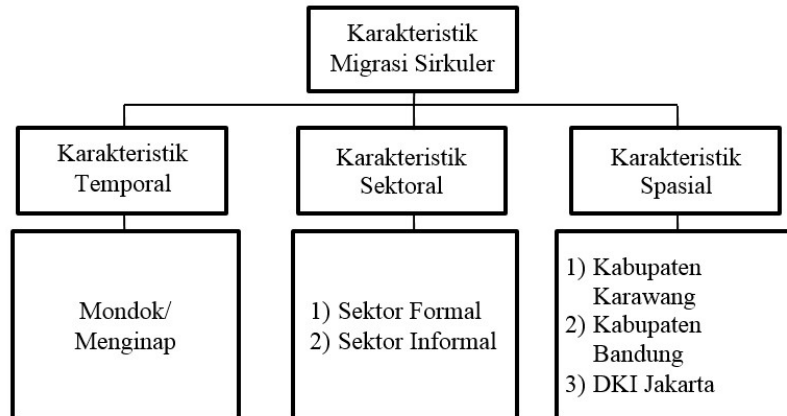 Karakteristik
Migrasi Sirkuler
Karakteristik
Temporal
Karakteristik
Sektoral
Karakteristik
Spasial
Mondok/
Menginap
1) Sektor Formal
2) Sektor Informal
1) Kabupaten
Karawang
2) Kabupaten
Bandung
3) DKI Jakarta